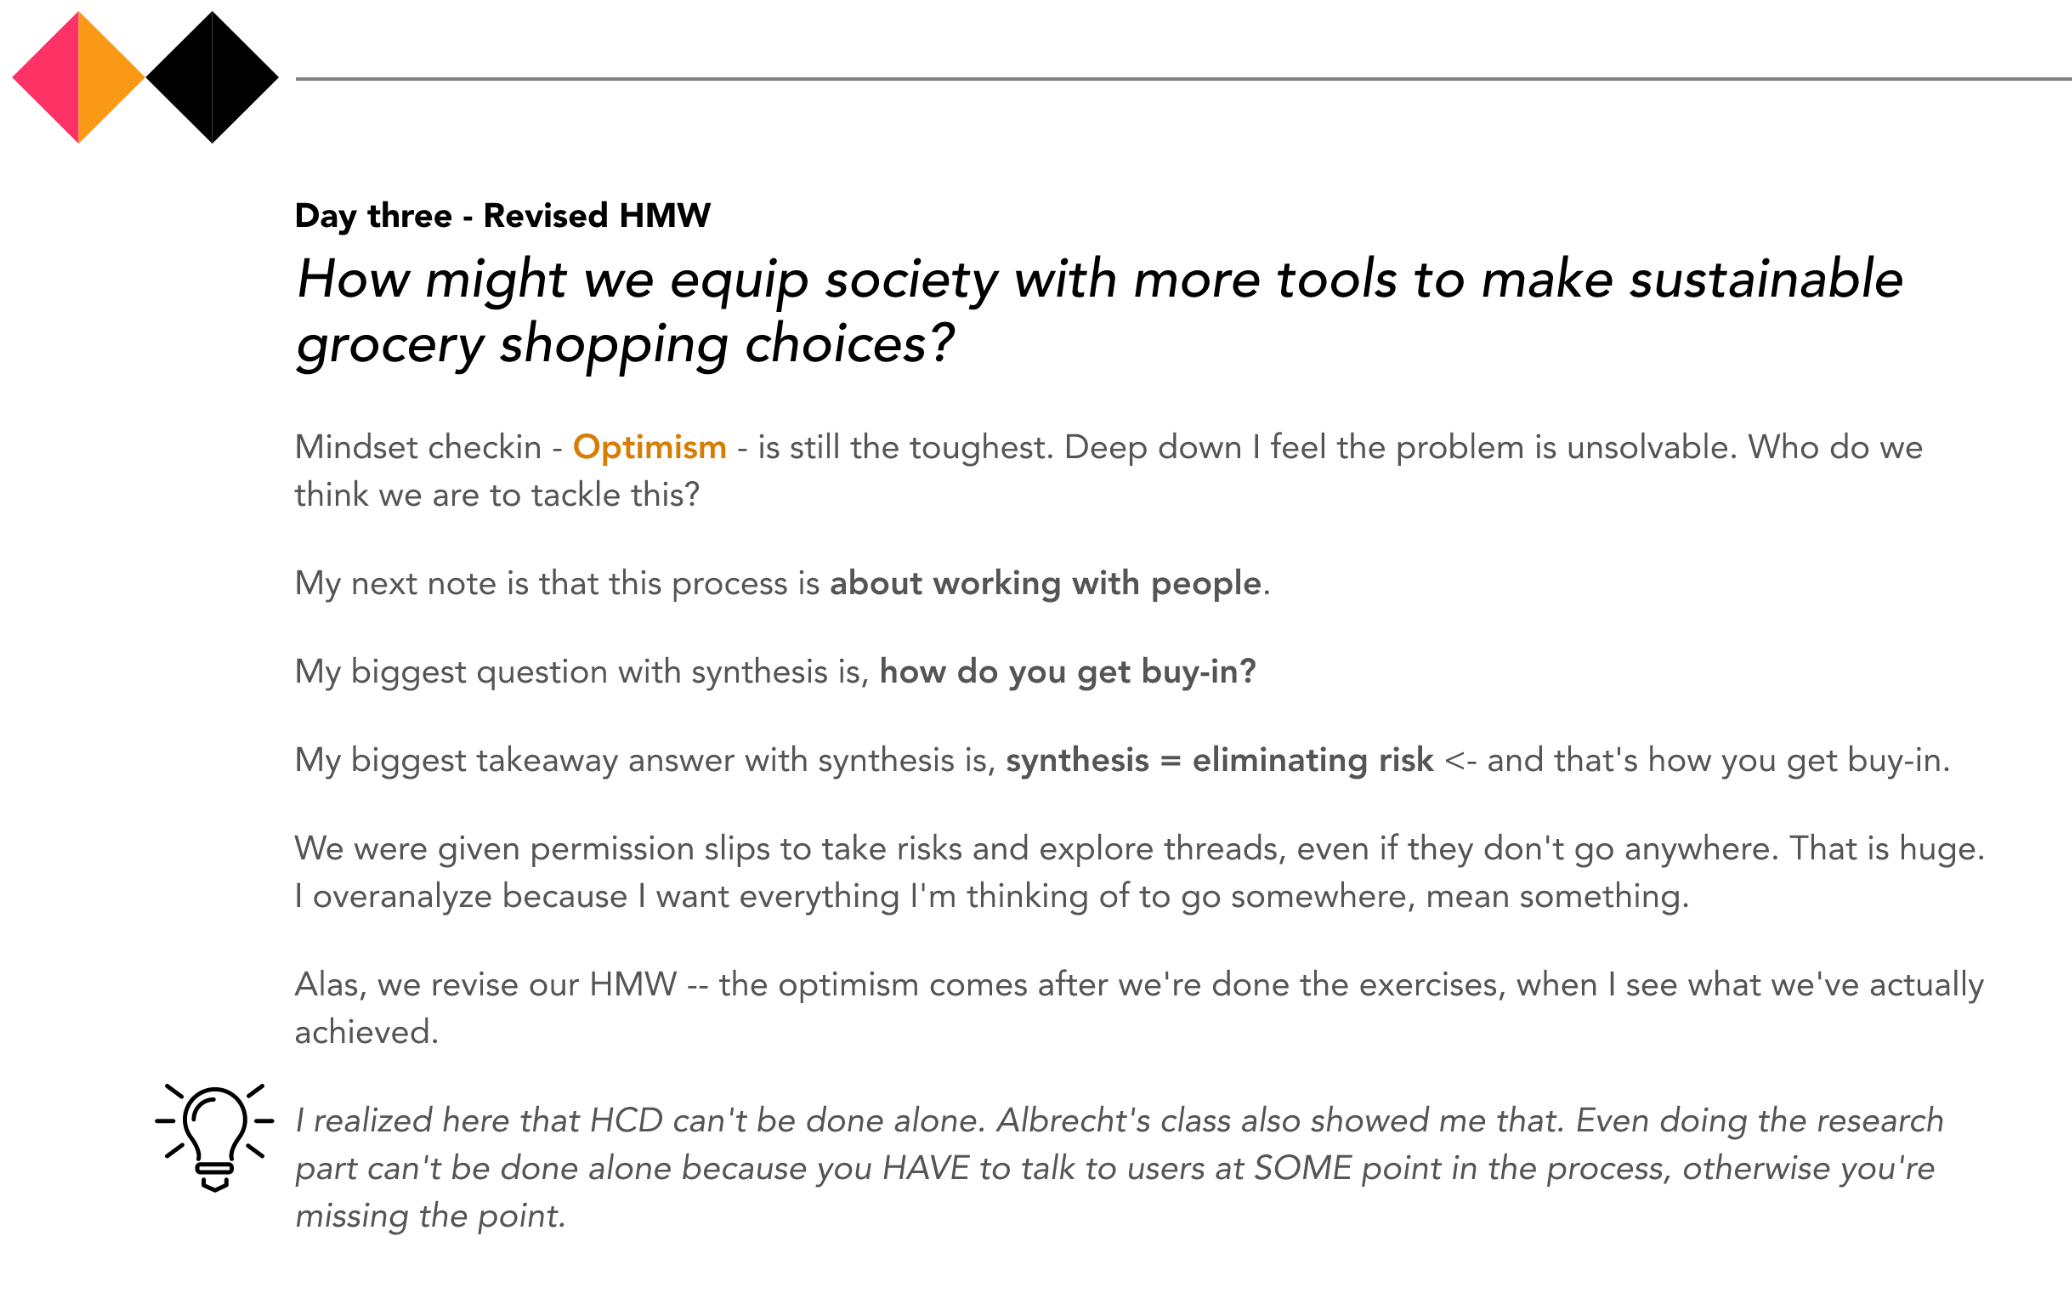 Day three - Revised HMW
How might we equip society with more tools to make sustainable
grocery shopping choices?
Mindset checkin - Optimism - is still the toughest. Deep down I feel the problem is unsolvable. Who do we
think we are to tackle this?
My next note is that this process is about working with people.
My biggest question with synthesis is, how do you get buy-in?
My biggest takeaway answer with synthesis is, synthesis = eliminating risk <- and that's how you get buy-in.
We were given permission slips to take risks and explore threads, even if they don't go anywhere. That is huge.
I overanalyze because I want everything I'm thinking of to go somewhere, mean something.
Alas, we revise our HMW -- the optimism comes after we're done the exercises, when I see what we've actually
achieved.
I realized here that HCD can't be done alone. Albrecht's class also showed me that. Even doing the research
part can't be done alone because you HAVE to talk to users at SOME point in the process, otherwise you're
missing the point.